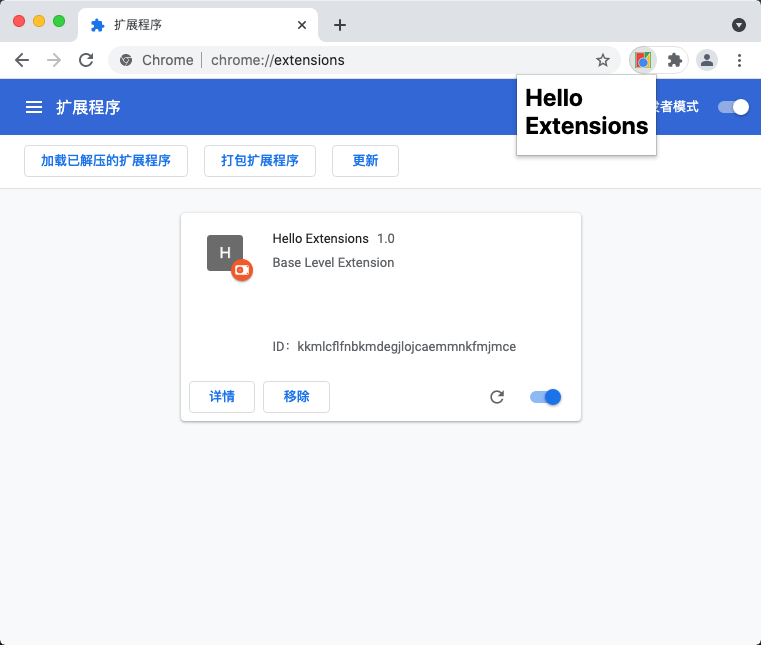 扩展程序
Chrome | chrome://extensions
扩展程序
者模式
Hello
Extensions
加载已解压的扩展程序
打包扩展程序
更新
H
Hello Extensions 1.0
Base Level Extension
ID：kkmlcflfnbkmdegjlojcaemmnkfmjmce
详情
移除